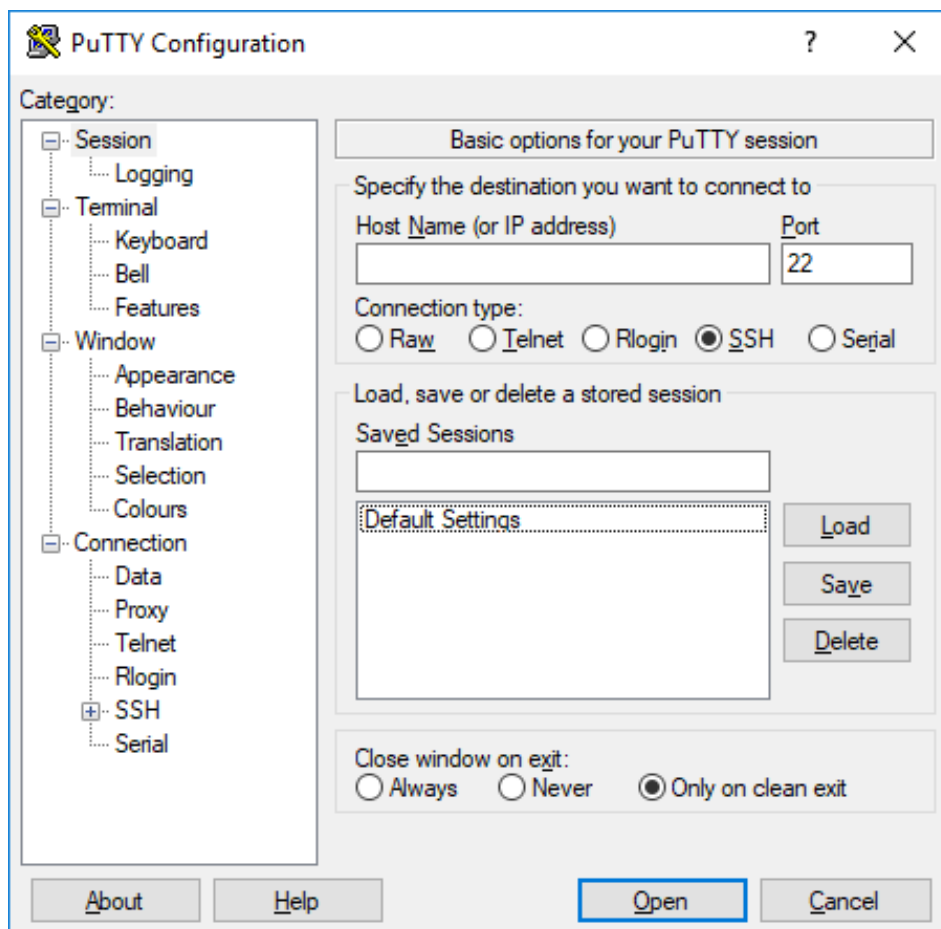 PuTTY Configuration ?
Category:
Session
Logging
Terminal
Keyboard
Bell
Features
Window
Appearance
Behaviour
Translation
Selection
Colours
Connection
Data
Proxy
Telnet
Rlogin
SSH
Serial
Basic options for your PuTTY session
Specify the destination you want to connect to
Host Name (or IP address) Port
22
Connection type:
Raw Telnet Rlogin SSH Serial
Load, save or delete a stored session
Saved Sessions
Default Settings
Load
Save
Delete
Close window on exit:
Always Never Only on clean exit
About Help Open Cancel